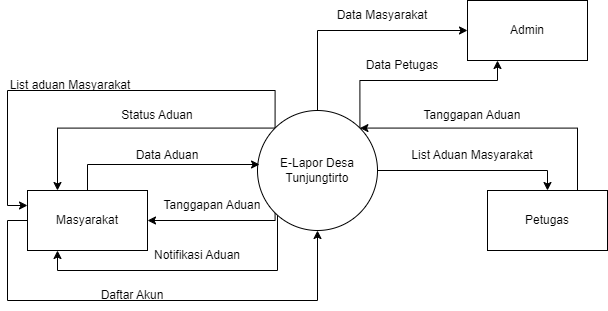 Data Masyarakat
Admin
Data Petugas
List aduan Masyarakat
Status Aduan
Tanggapan Aduan
Data Aduan
E-Lapor Desa
Tunjungtirto
List Aduan Masyarakat
Masyarakat
Tanggapan Aduan
Petugas
Notifikasi Aduan
Daftar Akun